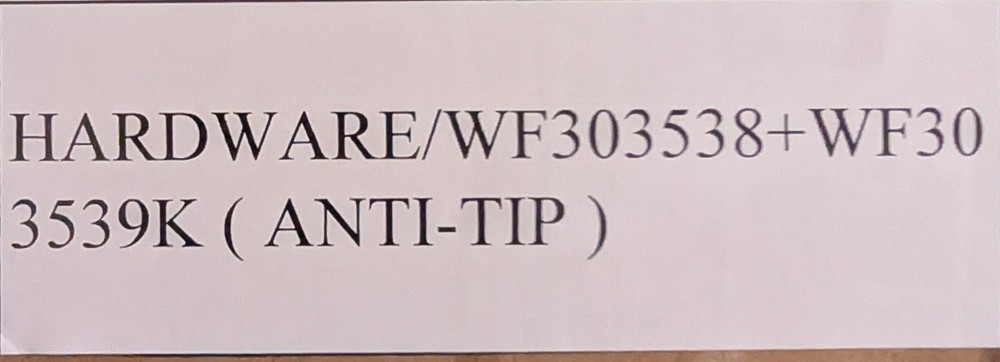 HARDWARE/WF303538+WF30
3539K ( ANTI-TIP )